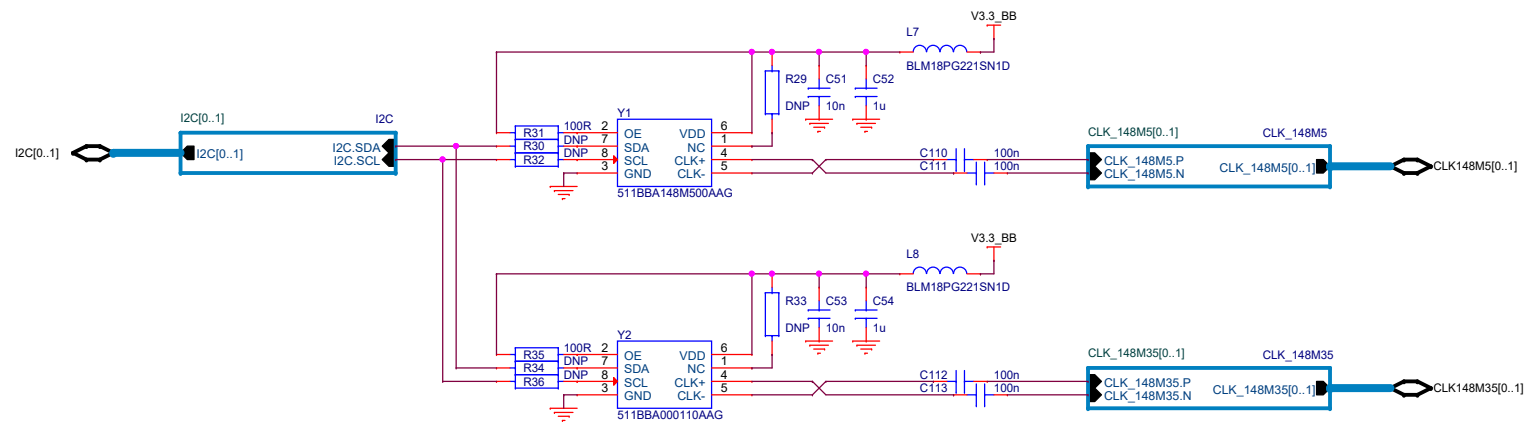 V3.3_BB
L7
BLM18PG221SN1D
R29
C51
C52
DNP
10n
1u
I2C[0..1]
I2C
I2C[0..1]
I2C[0..1]
I2C.SDA
I2C.SCL
R31
R30
R32
100R
DNP
DNP
2
7
8
3
Y1
OE
SDA
SCL
GND
VDD
NC
CLK+
CLK-
6
1
4
5
511BBA148M500AAG
C110
100n
C111
100n
CLK_148M5[0..1]
CLK_148M5
CLK_148M5.P
CLK_148M5.N
CLK_148M5[0..1]
CLK148M5[0..1]
V3.3_BB
L8
BLM18PG221SN1D
R33
C53
C54
DNP
10n
1u
R35
R34
R36
100R
DNP
DNP
2
7
8
3
Y2
OE
SDA
SCL
GND
VDD
NC
CLK+
CLK-
6
1
4
5
511BBA000110AAG
C112
100n
C113
100n
CLK_148M35[0..1]
CLK_148M35
CLK_148M35.P
CLK_148M35.N
CLK_148M35[0..1]
CLK148M35[0..1]